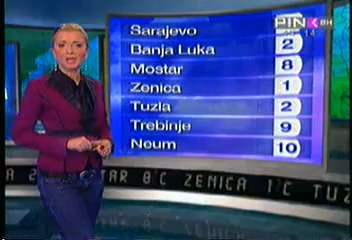 PINK BH
Sarajevo
Banja Luka 2
Mostar 8
Zenica 1
Tuzla 2
Trebinje 9
Neum 10
TAR 8°C ZENICA 1°C TUZ